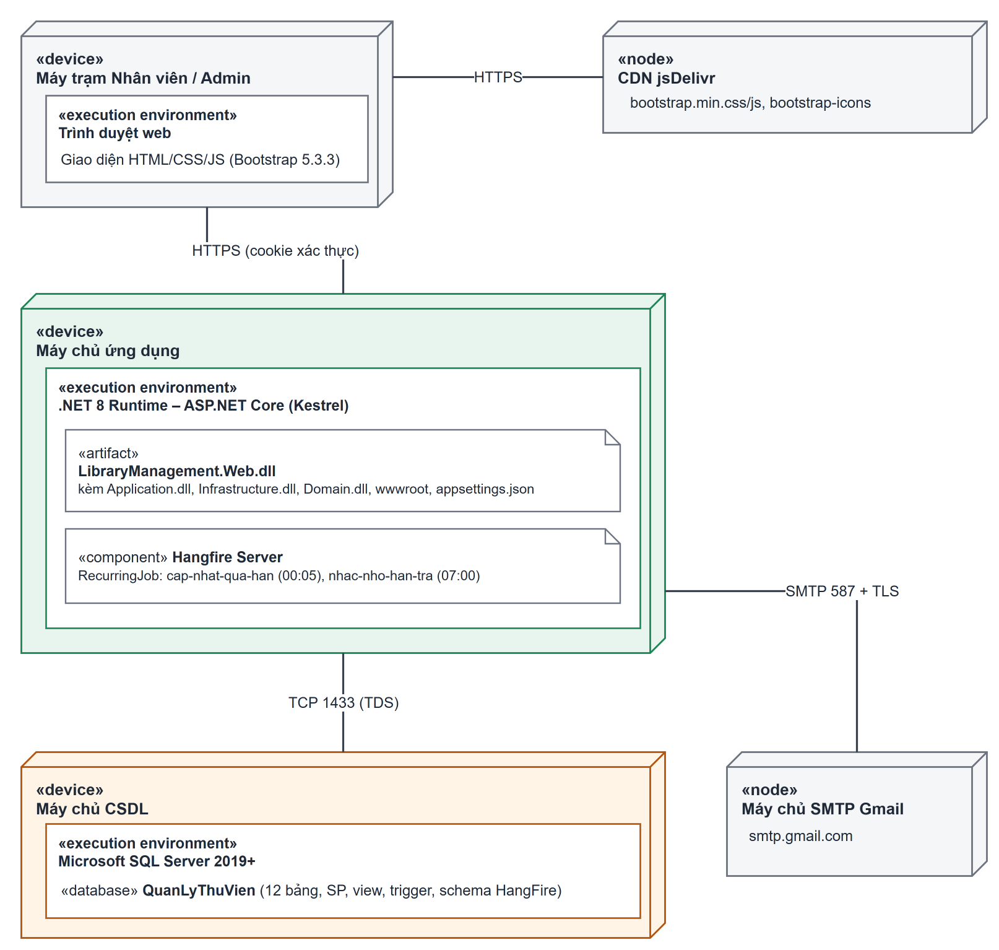 «device»
Máy trạm Nhân viên / Admin
«execution environment»
Trình duyệt web
Giao diện HTML/CSS/JS (Bootstrap 5.3.3)
HTTPS
«node»
CDN jsDelivr
bootstrap.min.css/js, bootstrap-icons
HTTPS (cookie xác thực)
«device»
Máy chủ ứng dụng
«execution environment»
.NET 8 Runtime – ASP.NET Core (Kestrel)
«artifact»
LibraryManagement.Web.dll
kèm Application.dll, Infrastructure.dll, Domain.dll, wwwroot, appsettings.json
«component» Hangfire Server
RecurringJob: cap-nhat-qua-han (00:05), nhac-nho-han-tra (07:00)
SMTP 587 + TLS
TCP 1433 (TDS)
«device»
Máy chủ CSDL
«execution environment»
Microsoft SQL Server 2019+
«database» QuanLyThuVien (12 bảng, SP, view, trigger, schema HangFire)
«node»
Máy chủ SMTP Gmail
smtp.gmail.com